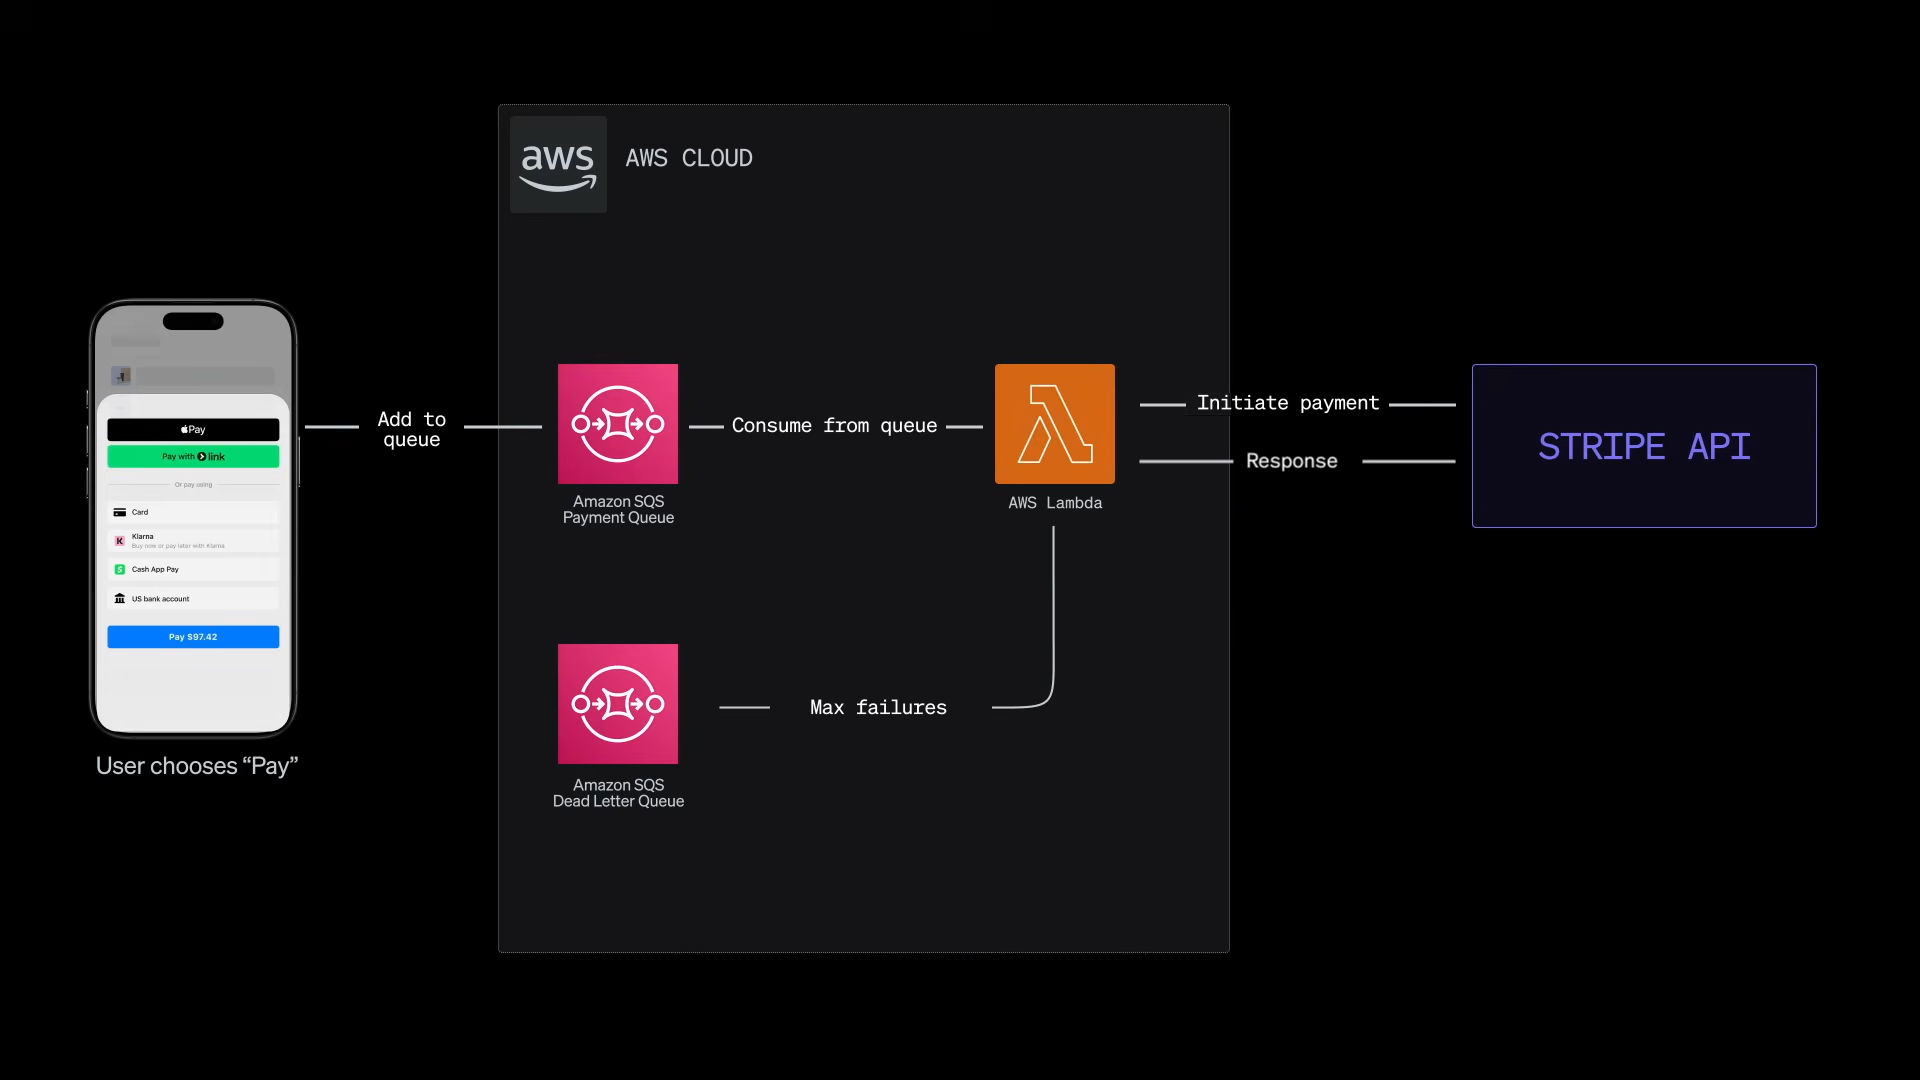 aws
AWS CLOUD
Pay
Pay with link
Or pay using
Card
Klarna
Buy now or pay later with Klarna
Cash App Pay
US bank account
Pay $97.42
User chooses “Pay”
Add to
queue
Amazon SQS
Payment Queue
Consume from queue
AWS Lambda
Initiate payment
Response
STRIPE API
Max failures
Amazon SQS
Dead Letter Queue